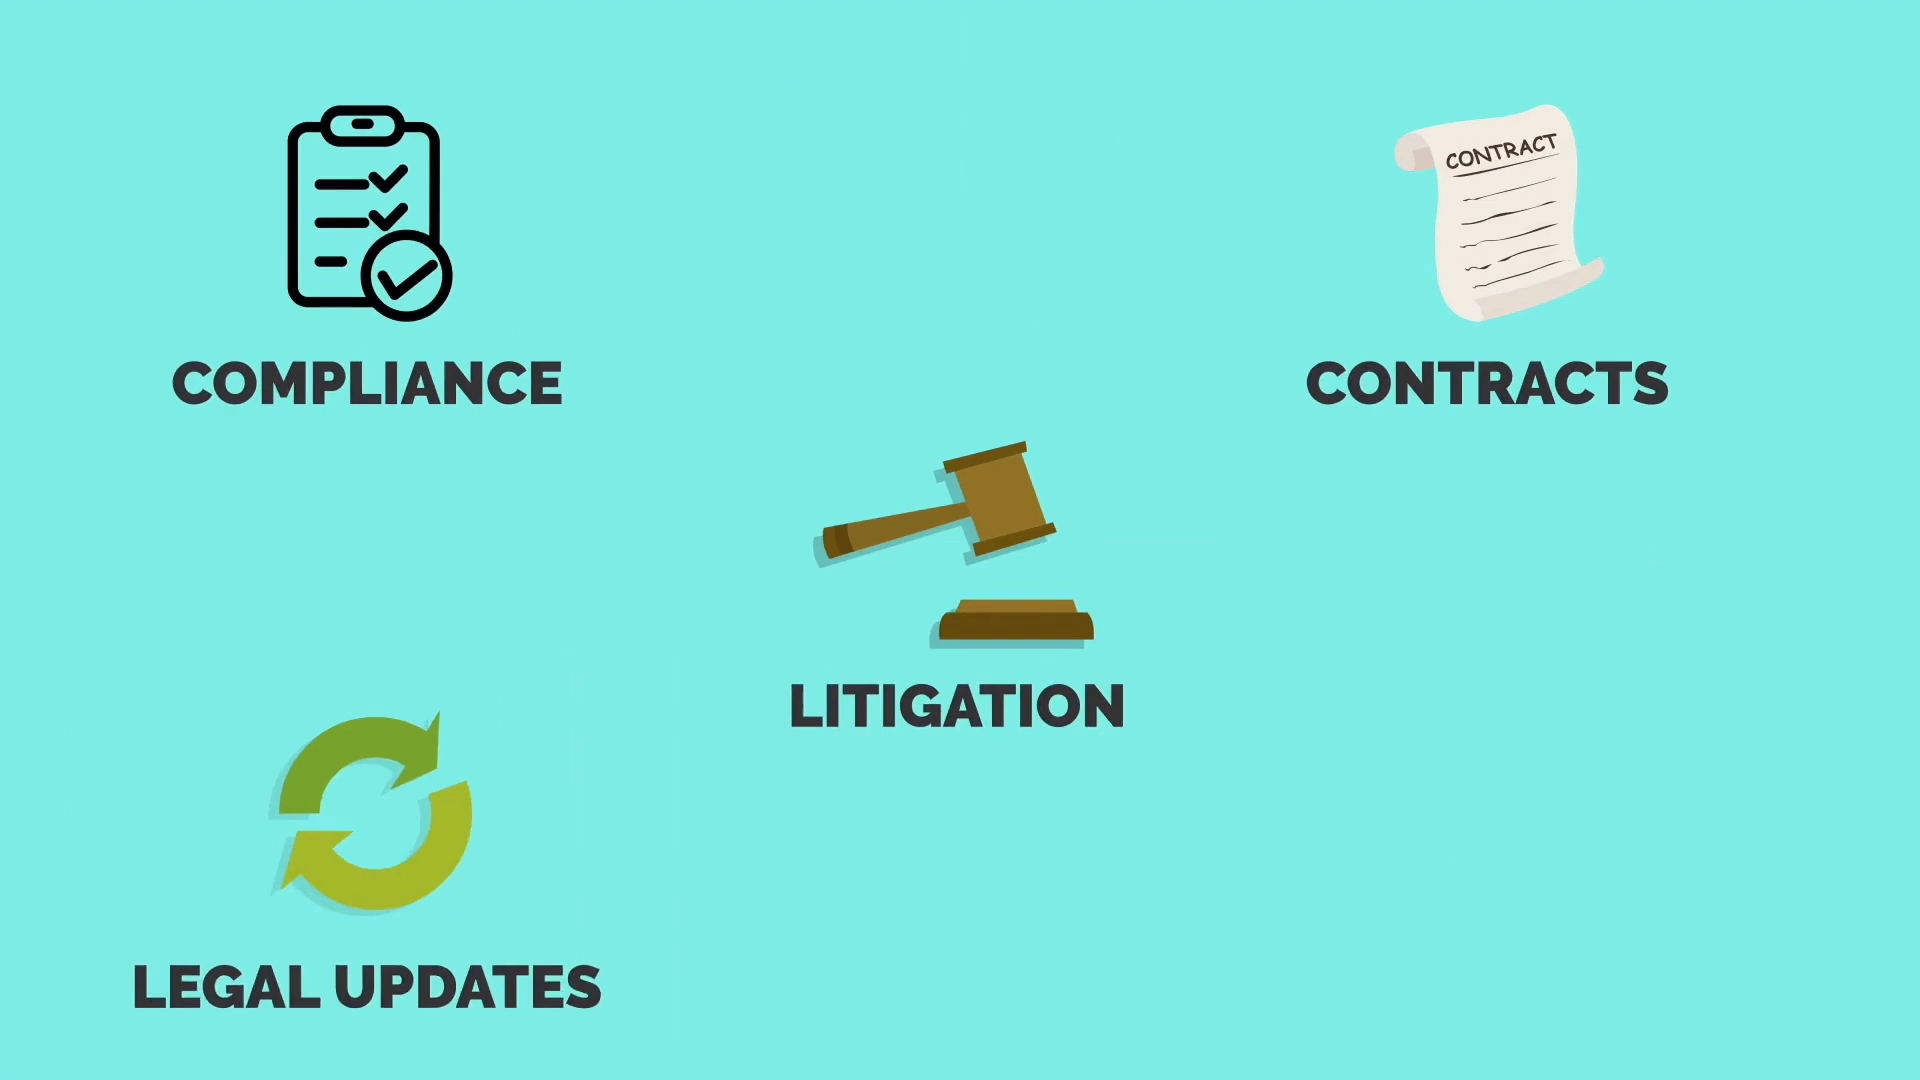 CONTRACT
COMPLIANCE
CONTRACTS
LITIGATION
LEGAL UPDATES